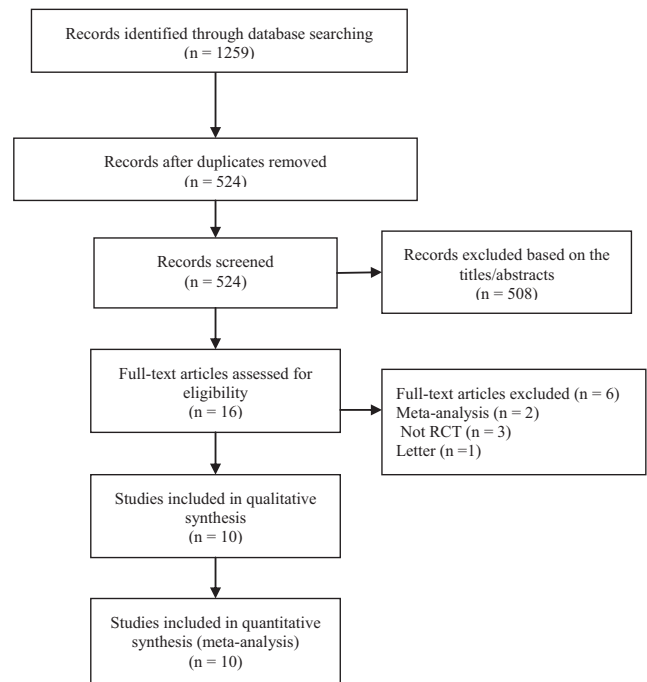 Records identified through database searching
(n = 1259)
Records after duplicates removed
(n = 524)
Records screened
(n = 524)
Records excluded based on the
titles/abstracts
(n = 508)
Full-text articles assessed for
eligibility
(n = 16)
Full-text articles excluded (n = 6)
Meta-analysis (n = 2)
Not RCT (n = 3)
Letter (n =1)
Studies included in qualitative
synthesis
(n = 10)
Studies included in quantitative
synthesis (meta-analysis)
(n = 10)